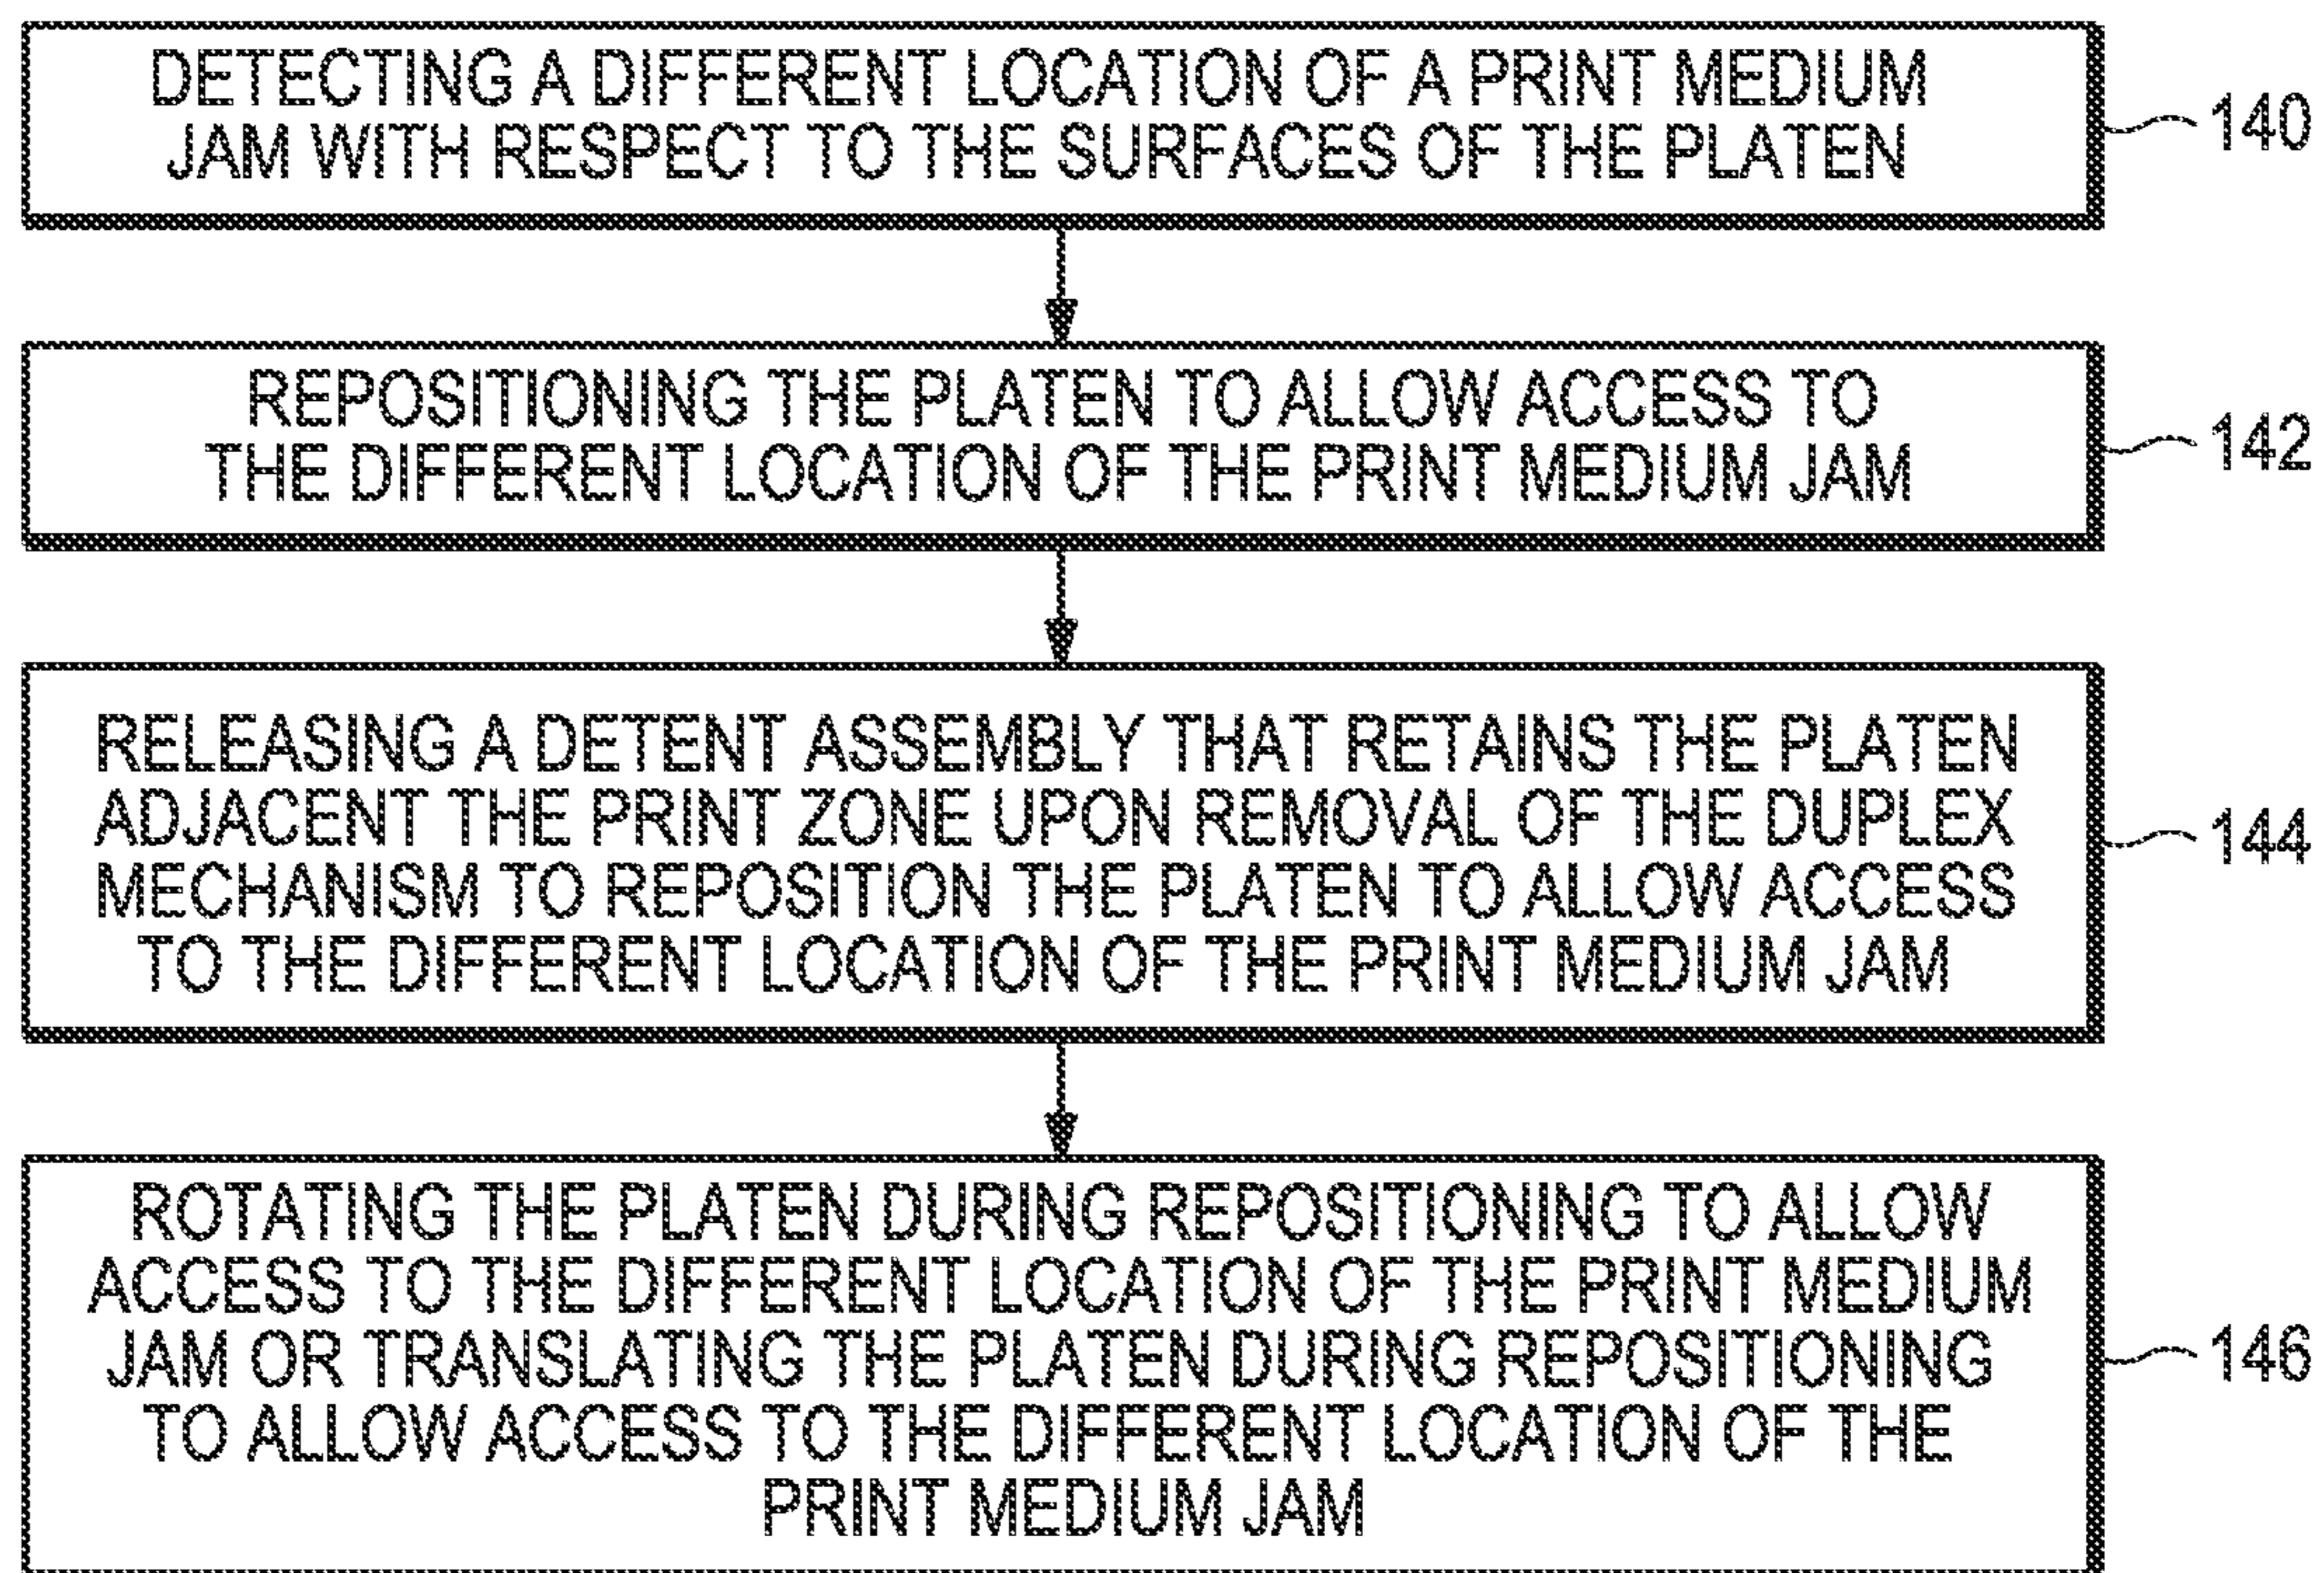 DETECTING A DIFFERENT LOCATION OF A PRINT MEDIUM
JAM WITH RESPECT TO THE SURFACES OF THE PLATEN
140
REPOSITIONING THE PLATEN TO ALLOW ACCESS TO
THE DIFFERENT LOCATION OF THE PRINT MEDIUM JAM
142
RELEASING A DETENT ASSEMBLY THAT RETAINS THE PLATEN
ADJACENT THE PRINT ZONE UPON REMOVAL OF THE DUPLEX
MECHANISM TO REPOSITION THE PLATEN TO ALLOW ACCESS
TO THE DIFFERENT LOCATION OF THE PRINT MEDIUM JAM
144
ROTATING THE PLATEN DURING REPOSITIONING TO ALLOW
ACCESS TO THE DIFFERENT LOCATION OF THE PRINT MEDIUM
JAM OR TRANSLATING THE PLATEN DURING REPOSITIONING
TO ALLOW ACCESS TO THE DIFFERENT LOCATION OF THE
PRINT MEDIUM JAM
146